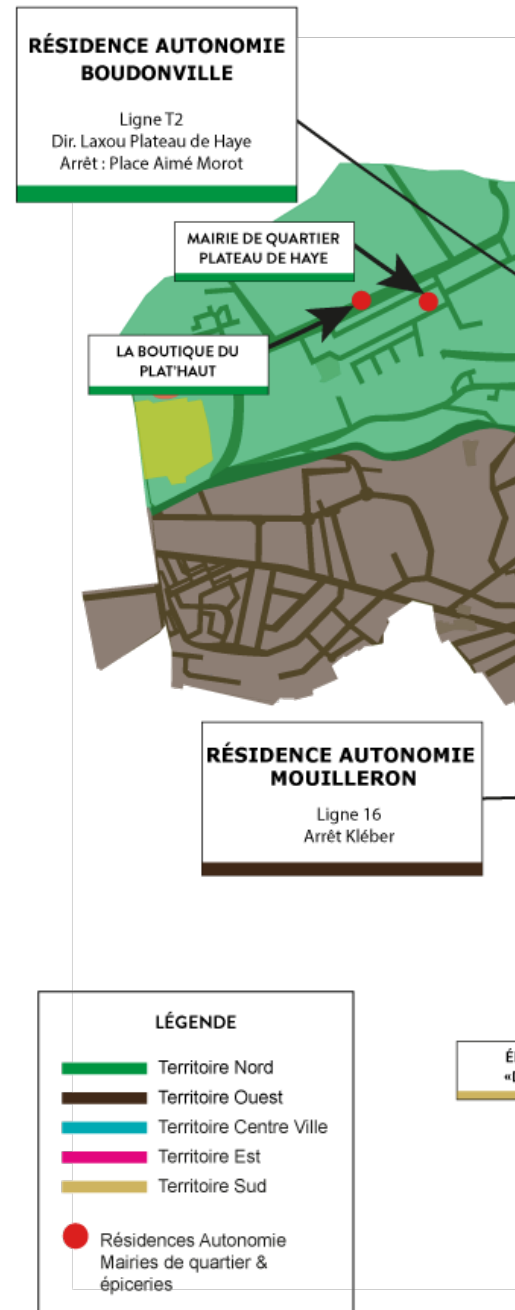 RÉSIDENCE AUTONOMIE
BOUDONVILLE
Ligne T2
Dir. Laxou Plateau de Haye
Arrêt : Place Aimé Morot
MAIRIE DE QUARTIER
PLATEAU DE HAYE
LA BOUTIQUE DU
PLAT'HAUT
RÉSIDENCE AUTONOMIE
MOUILLERON
Ligne 16
Arrêt Kléber
LÉGENDE
Territoire Nord
Territoire Ouest
Territoire Centre Ville
Territoire Est
Territoire Sud
Résidences Autonomie
Mairies de quartier &
épiceries